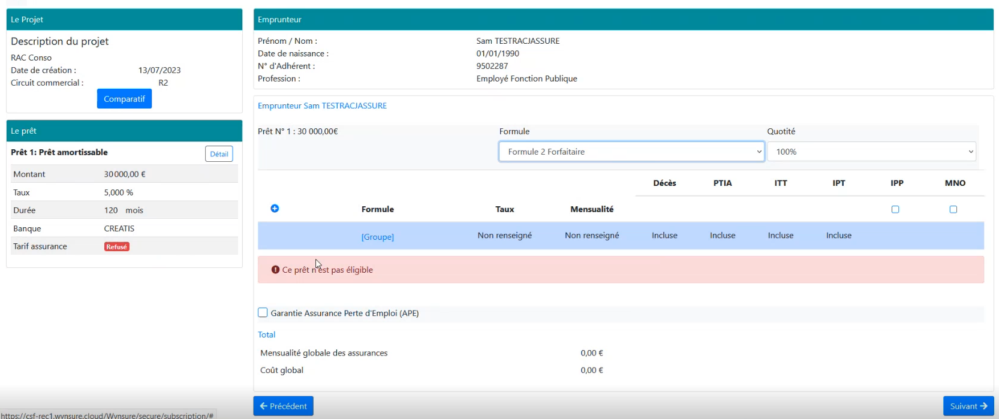 Le Projet
Description du projet
RAC Conso
Date de création : 13/07/2023
Circuit commercial : R2
Comparatif
Le prêt
Prêt 1: Prêt amortissable Détail
Montant 30 000,00 €
Taux 5,000 %
Durée 120 mois
Banque CREATIS
Tarif assurance Refusé
Emprunteur
Prénom / Nom : Sam TESTRACJASSURE
Date de naissance : 01/01/1990
N° d'Adhérent : 9502287
Profession : Employé Fonction Publique
Emprunteur Sam TESTRACJASSURE
Prêt N° 1 : 30 000,00€ Formule Quotité
Formule 2 Forfaitaire 100%
Décès PTIA ITT IPT IPP MNO
Formule Taux Mensualité
[Groupe] Non renseigné Non renseigné Incluse Incluse Incluse Incluse
Ce prêt n'est pas éligible
Garantie Assurance Perte d'Emploi (APE)
Total
Mensualité globale des assurances 0,00 €
Coût global 0,00 €
Précédent Suivant
https://csf-rec1.wynsure.cloud/Wynsure/secure/subscription/#